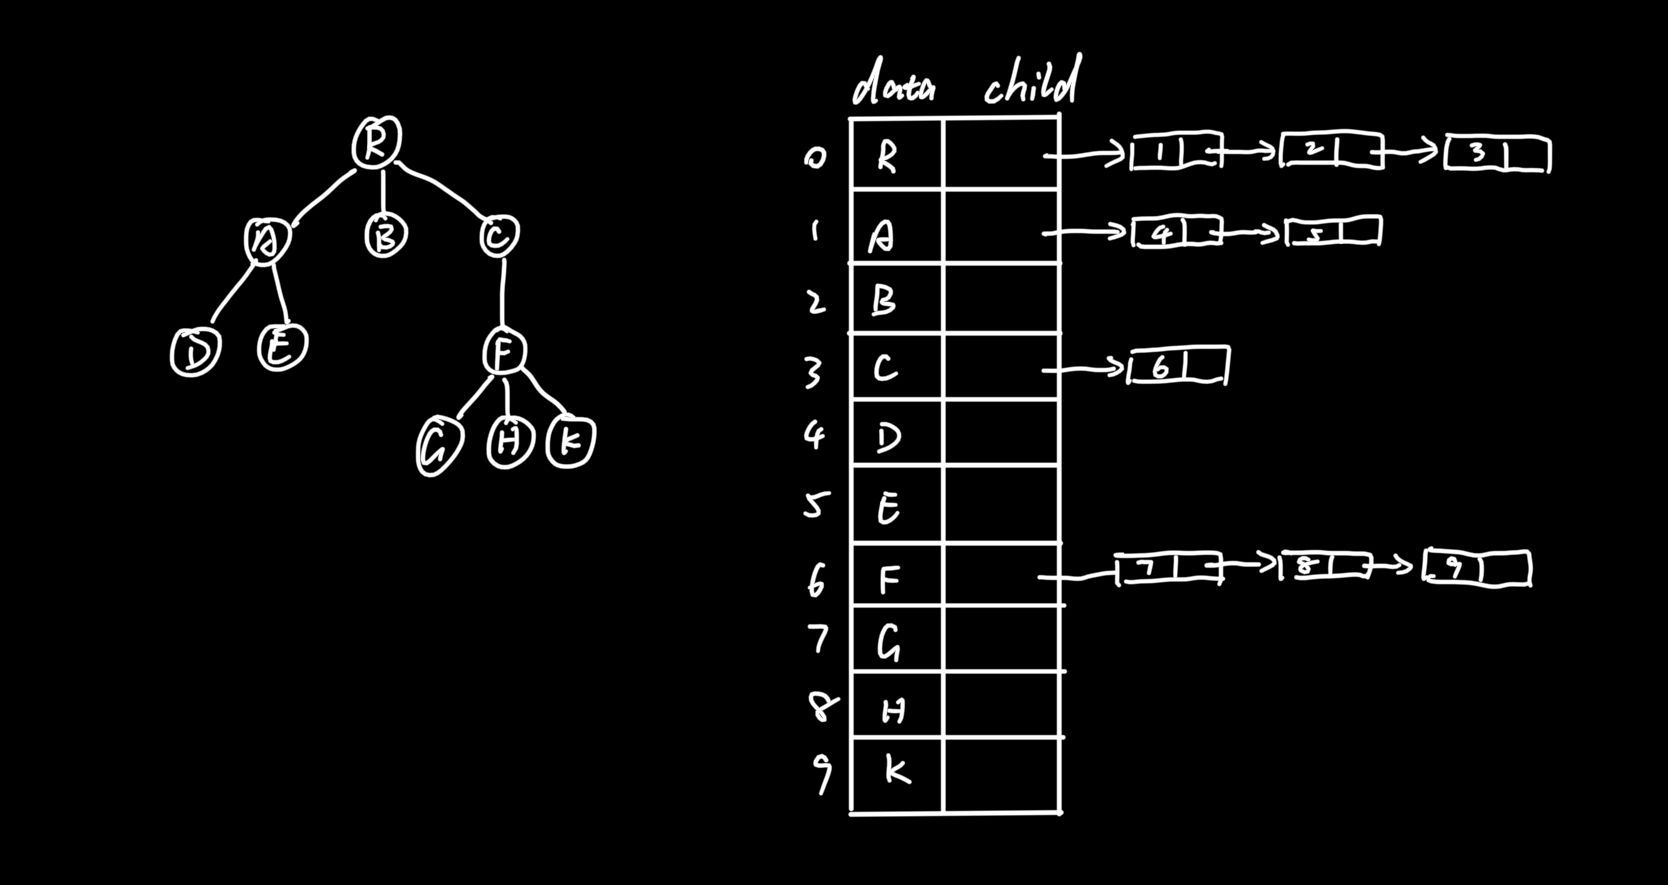 R
A B C
D E F
G H K
data child
0 R 1 2 3
1 A 4 5
2 B
3 C 6
4 D
5 E
6 F 7 8 9
7 G
8 H
9 K